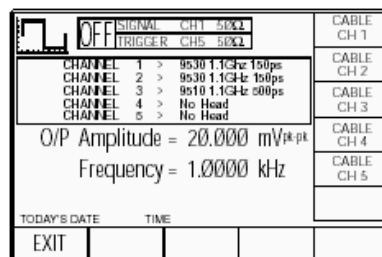 OFF
SIGNAL CH1 50Ω
TRIGGER CH5 50Ω
CHANNEL 1 > 9530 1.1GHz 150ps
CHANNEL 2 > 9530 1.1GHz 150ps
CHANNEL 3 > 9510 1.1GHz 500ps
CHANNEL 4 > No Head
CHANNEL 5 > No Head
O/P Amplitude = 20.000 mVpk-pk
Frequency = 1.0000 kHz
TODAY'S DATE TIME
EXIT
CABLE
CH 1
CABLE
CH 2
CABLE
CH 3
CABLE
CH 4
CABLE
CH 5